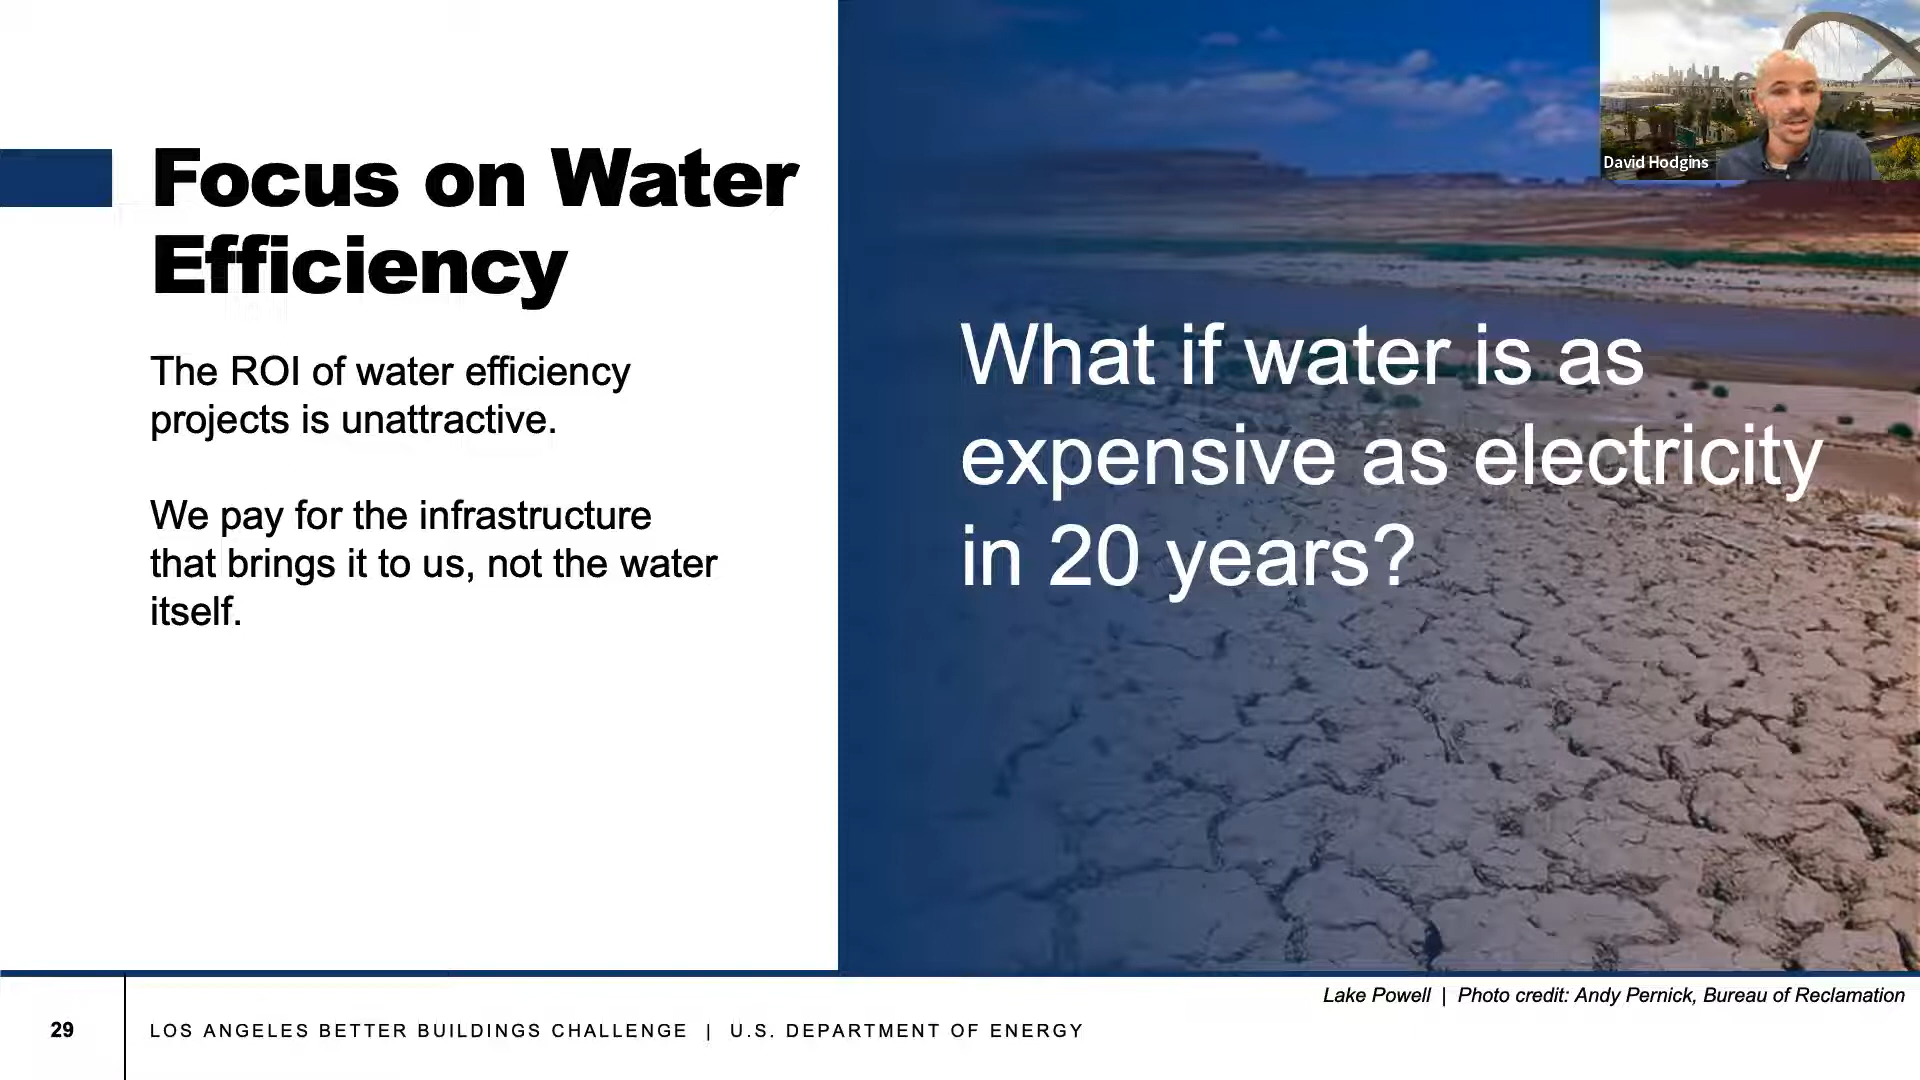 Focus on Water
Efficiency
The ROI of water efficiency
projects is unattractive.
We pay for the infrastructure
that brings it to us, not the water
itself.
What if water is as
expensive as electricity
in 20 years?
David Hodgins
Lake Powell | Photo credit: Andy Pernick, Bureau of Reclamation
29
LOS ANGELES BETTER BUILDINGS CHALLENGE | U.S. DEPARTMENT OF ENERGY